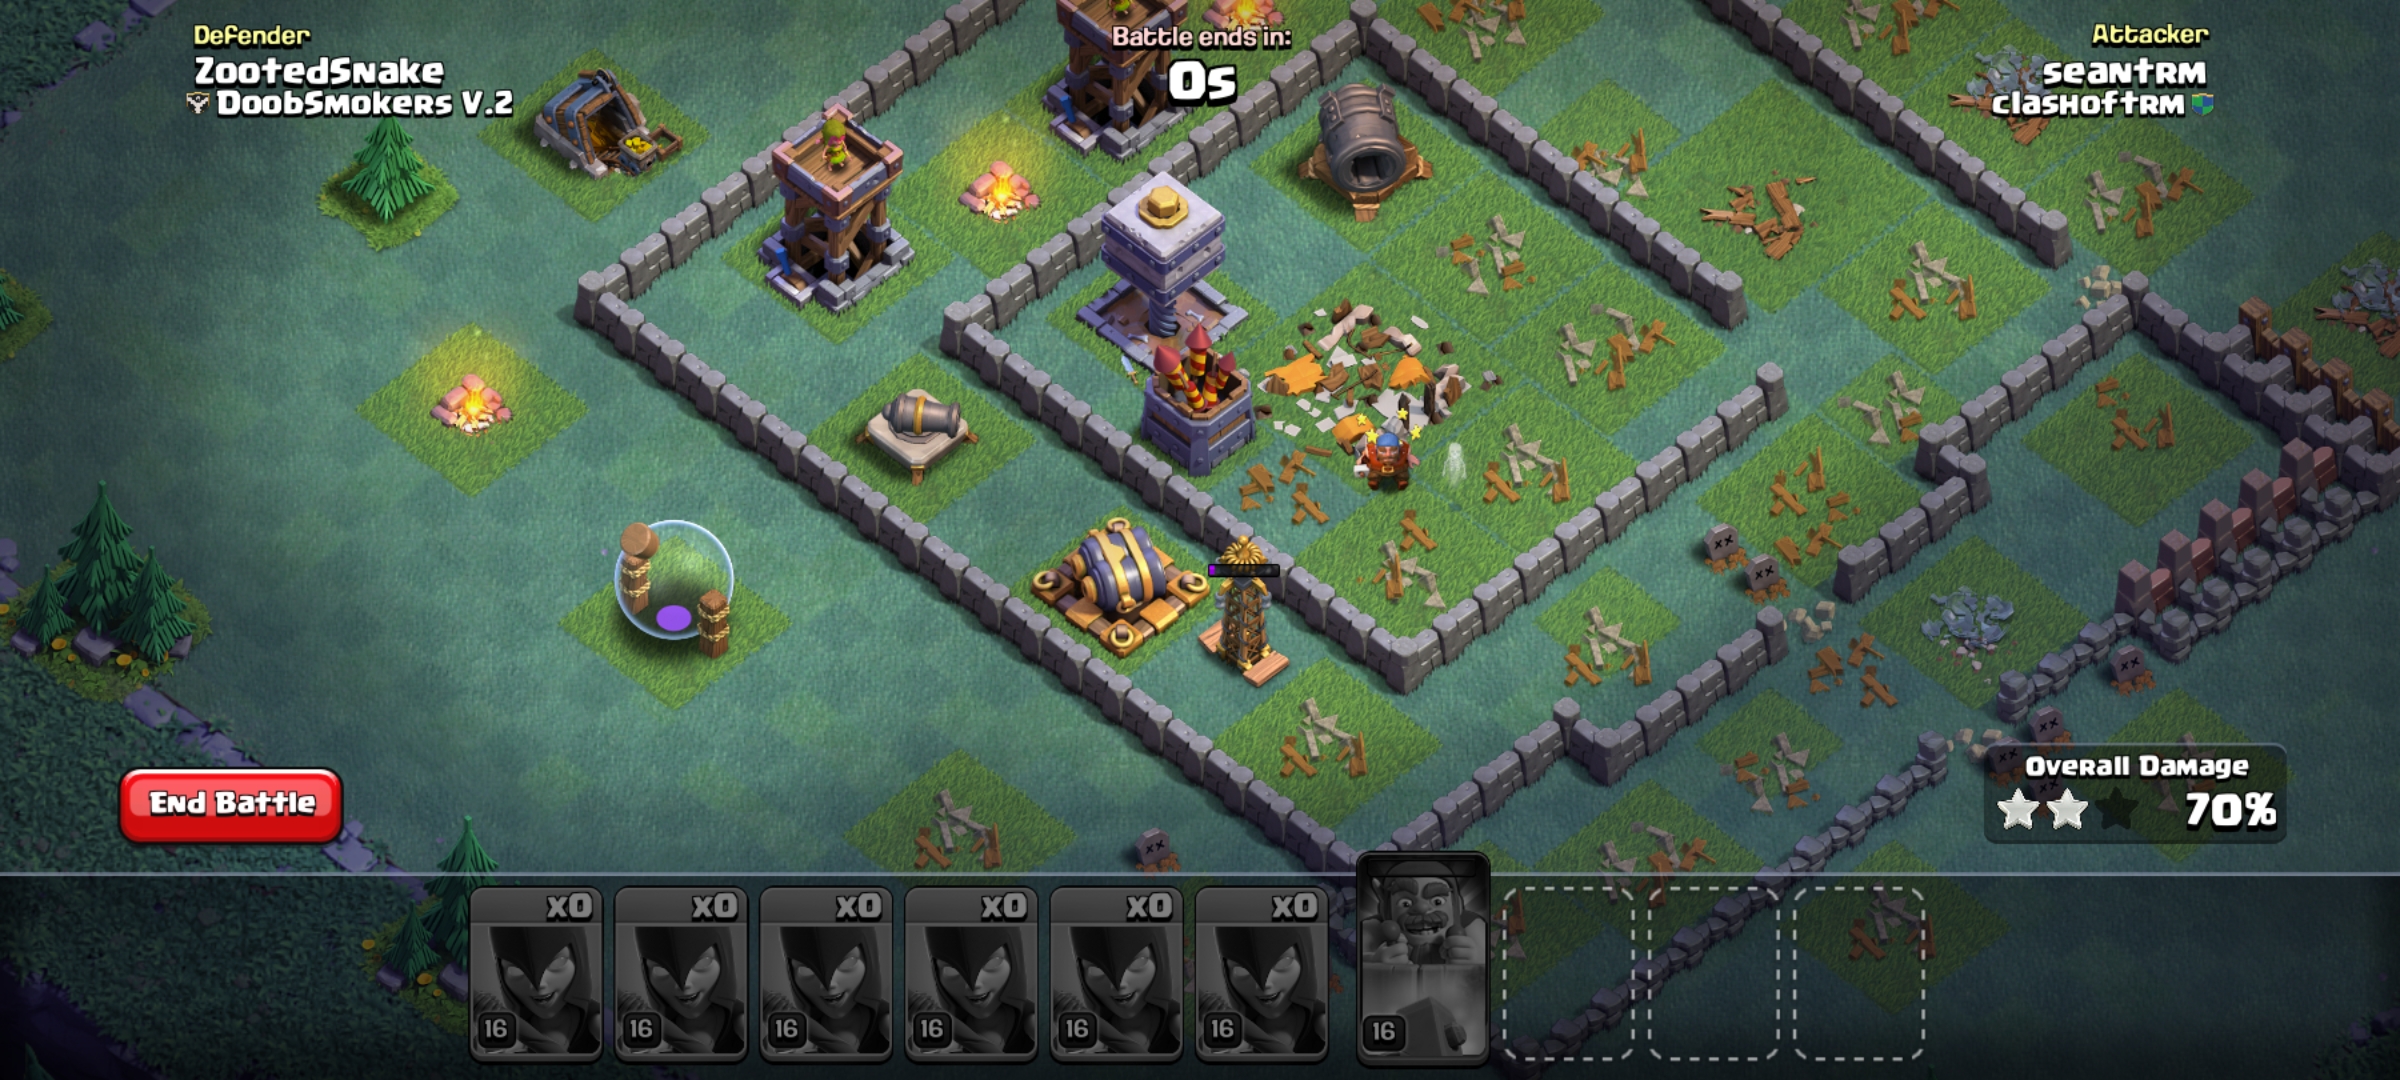 Defender
ZootedSnake
DoobSmokers V.2
Battle ends in:
0s
Attacker
seantRM
clashoftRM
End Battle
Overall Damage
70%
x0
x0
x0
x0
x0
x0
16
16
16
16
16
16
16